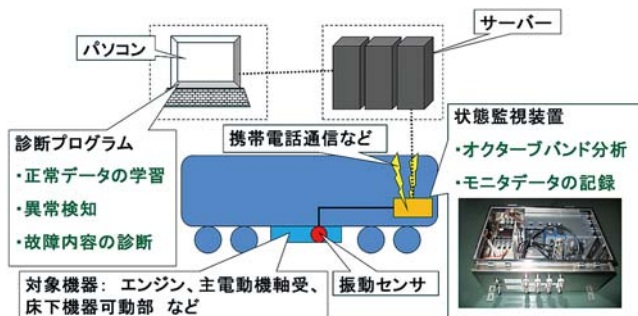 パソコン
サーバー
診断プログラム
・正常データの学習
・異常検知
・故障内容の診断
携帯電話通信など
状態監視装置
・オクターブバンド分析
・モニタデータの記録
対象機器： エンジン、主電動機軸受、
床下機器可動部 など
振動センサ